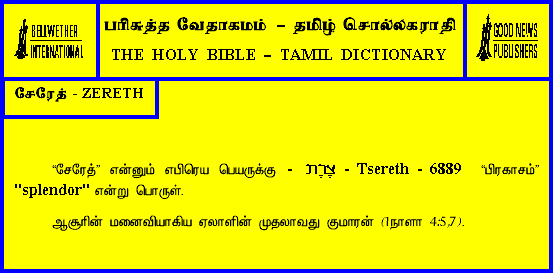 BELLWETHER
INTERNATIONAL
பரிசுத்த வேதாகமம் – தமிழ் சொல்லகராதி
THE HOLY BIBLE – TAMIL DICTIONARY
GOOD NEWS
PUBLISHERS
சேரேத் - ZERETH
“சேரேத்” என்னும் எபிரெய பெயருக்கு - צֶרֶת - Tsereth - 6889 “பிரகாசம்”
"splendor" என்று பொருள்.
ஆசூரின் மனைவியாகிய ஏலாளின் முதலாவது குமாரன் (1நாளா 4:5,7).